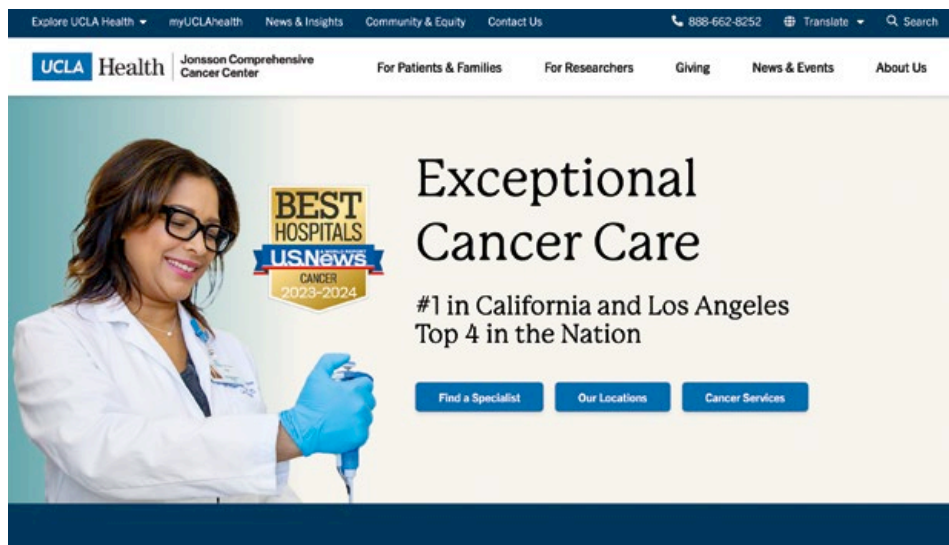 Explore UCLA Health myUCLAhealth News & Insights Community & Equity Contact Us 888-662-8252 Translate Search
UCLA Health Jonsson Comprehensive
Cancer Center
For Patients & Families For Researchers Giving News & Events About Us
BEST
HOSPITALS
U.S.News
CANCER
2023-2024
Exceptional
Cancer Care
#1 in California and Los Angeles
Top 4 in the Nation
Find a Specialist Our Locations Cancer Services